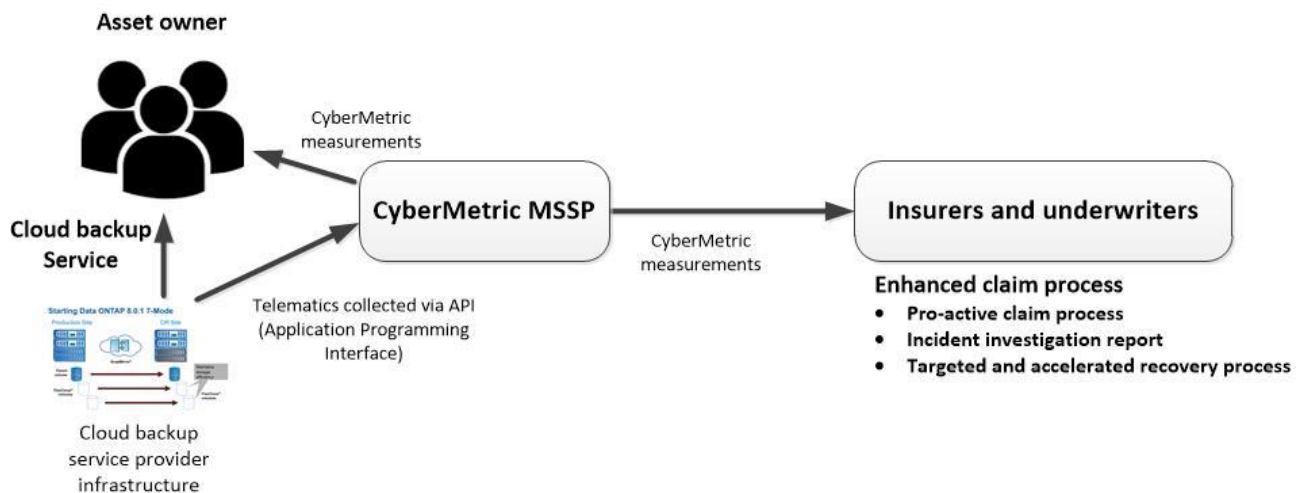 Asset owner
CyberMetric
measurements
CyberMetric MSSP
Insurers and underwriters
Cloud backup
Service
CyberMetric
measurements
Telematics collected via API
(Application Programming
Interface)
Enhanced claim process
• Pro-active claim process
• Incident investigation report
• Targeted and accelerated recovery process
Starting Data ONTAP 8.0.1 7-Mode
Production Site
DR Site
Cloud backup
service provider
infrastructure